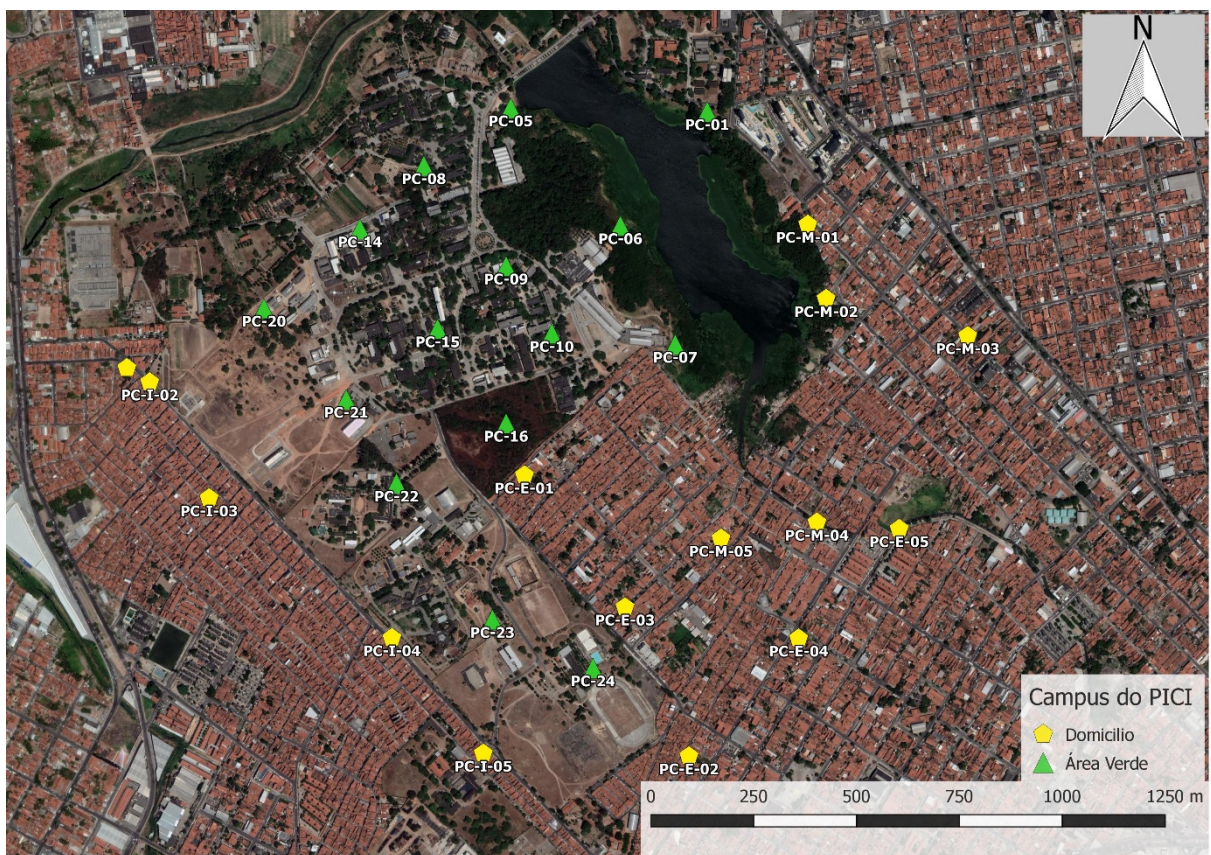 N
PC-05
PC-01
PC-08
PC-14
PC-06
PC-M-01
PC-09
PC-20
PC-M-02
PC-15
PC-10
PC-07
PC-M-03
PC-I-02
PC-21
PC-16
PC-E-01
PC-22
PC-I-03
PC-M-04
PC-E-05
PC-M-05
PC-E-03
PC-23
PC-I-04
PC-E-04
PC-24
PC-I-05
PC-E-02
Campus do PICI
Domicilio
Área Verde
0 250 500 750 1000 1250 m